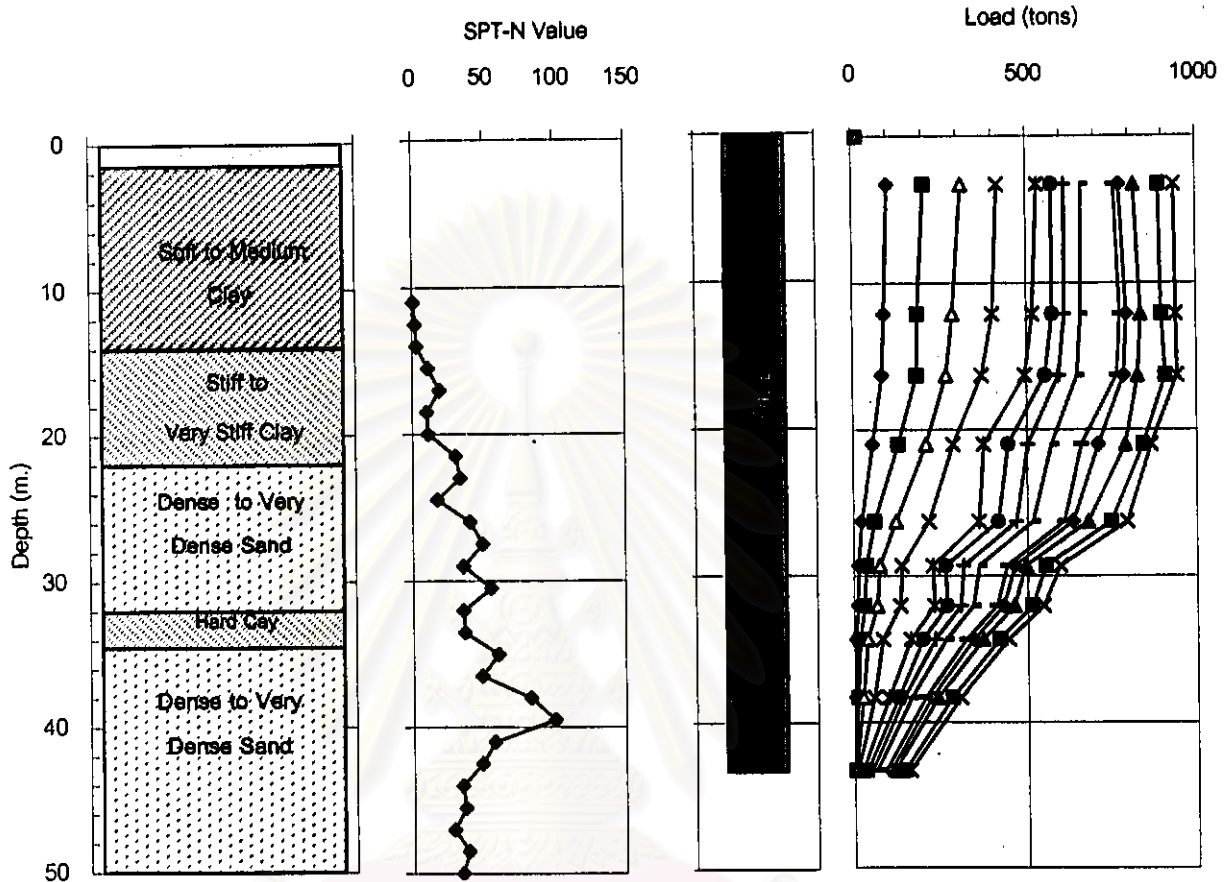 SPT-N Value
0 50 100 150
Load (tons)
0 500 1000
Depth (m.)
0
10
20
30
40
50
Soft to Medium
Clay
Stiff to
Very Stiff Clay
Dense to Very
Dense Sand
Hard Cay
Dense to Very
Dense Sand